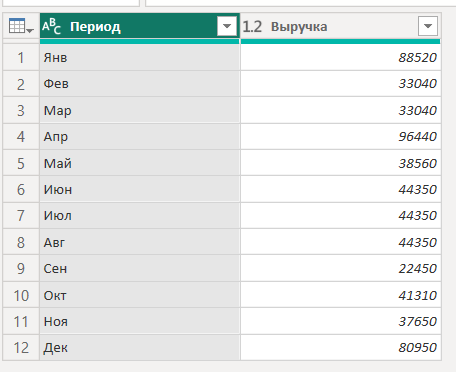 ABC Период 1.2 Выручка
1 Янв 88520
2 Фев 33040
3 Мар 33040
4 Апр 96440
5 Май 38560
6 Июн 44350
7 Июл 44350
8 Авг 44350
9 Сен 22450
10 Окт 41310
11 Ноя 37650
12 Дек 80950